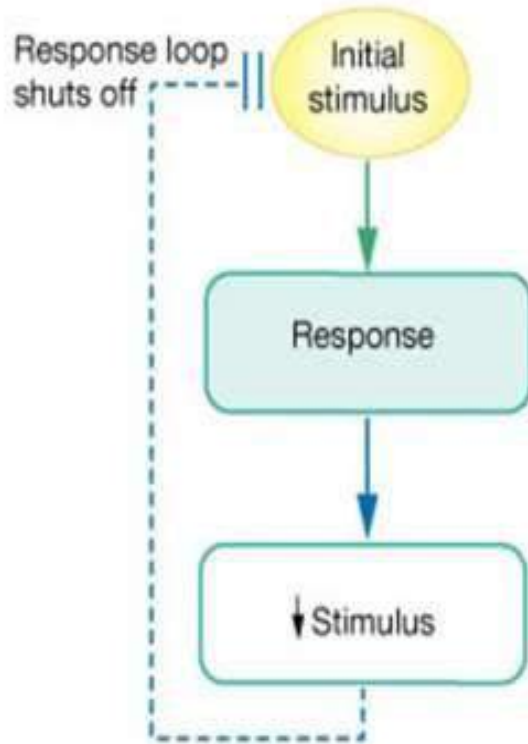 Response loop
shuts off
Initial
stimulus
Response
↓Stimulus